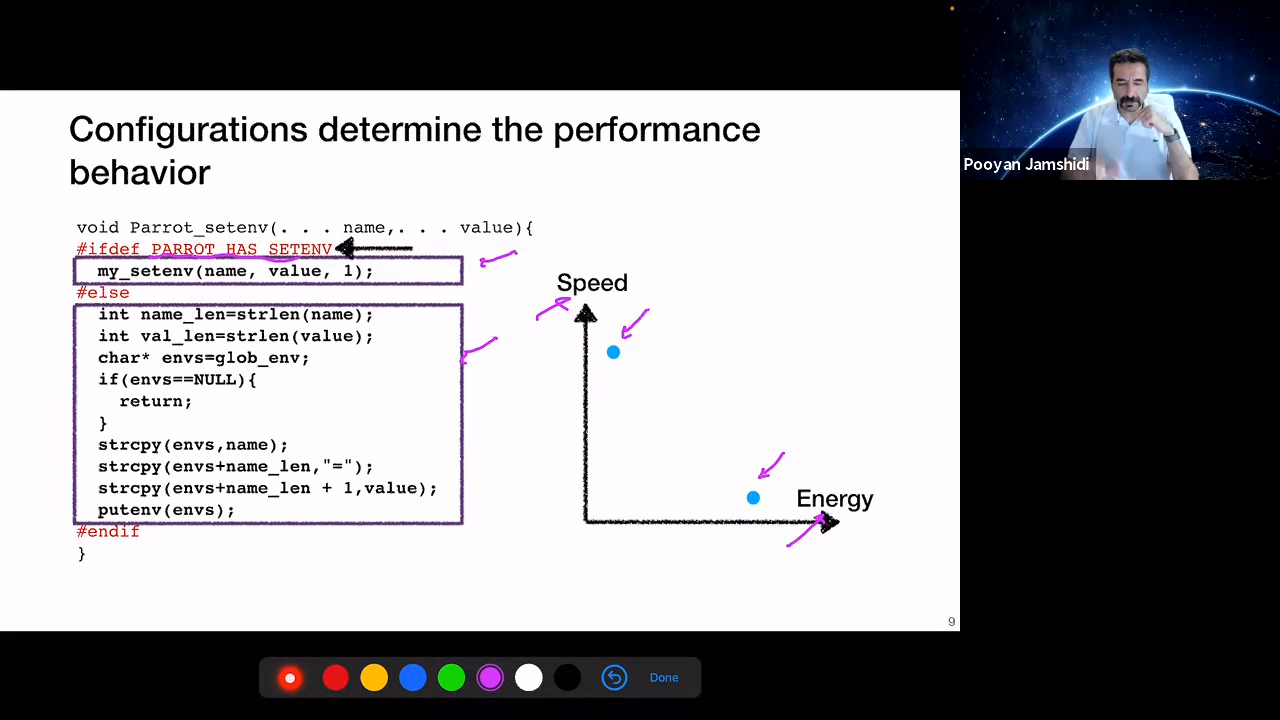 Configurations determine the performance
behavior
void Parrot_setenv(. . . name,. . . value){
#ifdef PARROT_HAS_SETENV
my_setenv(name, value, 1);
#else
int name_len=strlen(name);
int val_len=strlen(value);
char* envs=glob_env;
if(envs==NULL){
return;
}
strcpy(envs,name);
strcpy(envs+name_len,"=");
strcpy(envs+name_len + 1,value);
putenv(envs);
#endif
}
Speed
Energy
9
Pooyan Jamshidi
Done